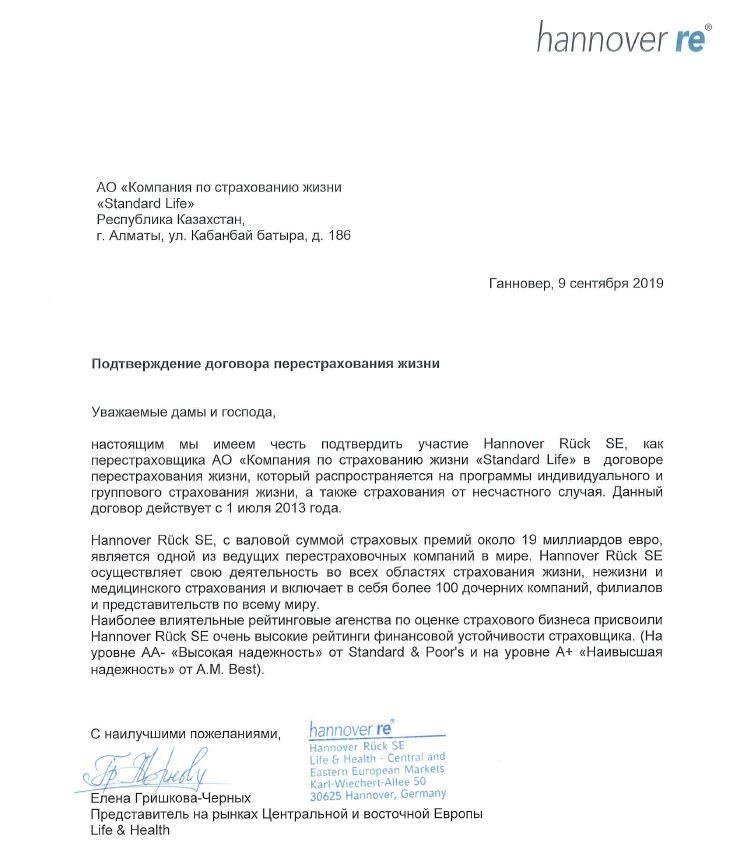 hannover re®
АО «Компания по страхованию жизни
«Standard Life»
Республика Казахстан,
г. Алматы, ул. Кабанбай батыра, д. 186
Ганновер, 9 сентября 2019
Подтверждение договора перестрахования жизни
Уважаемые дамы и господа,
настоящим мы имеем честь подтвердить участие Hannover Rück SE, как
перестраховщика АО «Компания по страхованию жизни «Standard Life» в договоре
перестрахования жизни, который распространяется на программы индивидуального и
группового страхования жизни, а также страхования от несчастного случая. Данный
договор действует с 1 июля 2013 года.
Hannover Rück SE, с валовой суммой страховых премий около 19 миллиардов евро,
является одной из ведущих перестраховочных компаний в мире. Hannover Rück SE
осуществляет свою деятельность во всех областях страхования жизни, нежизни и
медицинского страхования и включает в себя более 100 дочерних компаний, филиалов
и представительств по всему миру.
Наиболее влиятельные рейтинговые агенства по оценке страхового бизнеса присвоили
Hannover Rück SE очень высокие рейтинги финансовой устойчивости страховщика. (На
уровне AA- «Высокая надежность» от Standard & Poor's и на уровне A+ «Наивысшая
надежность» от A.M. Best).
С наилучшими пожеланиями,
hannover re®
Hannover Rück SE
Life & Health - Central and
Eastern European Markets
Karl-Wiechert-Allee 50
30625 Hannover, Germany
Елена Гришкова-Черных
Представитель на рынках Центральной и восточной Европы
Life & Health